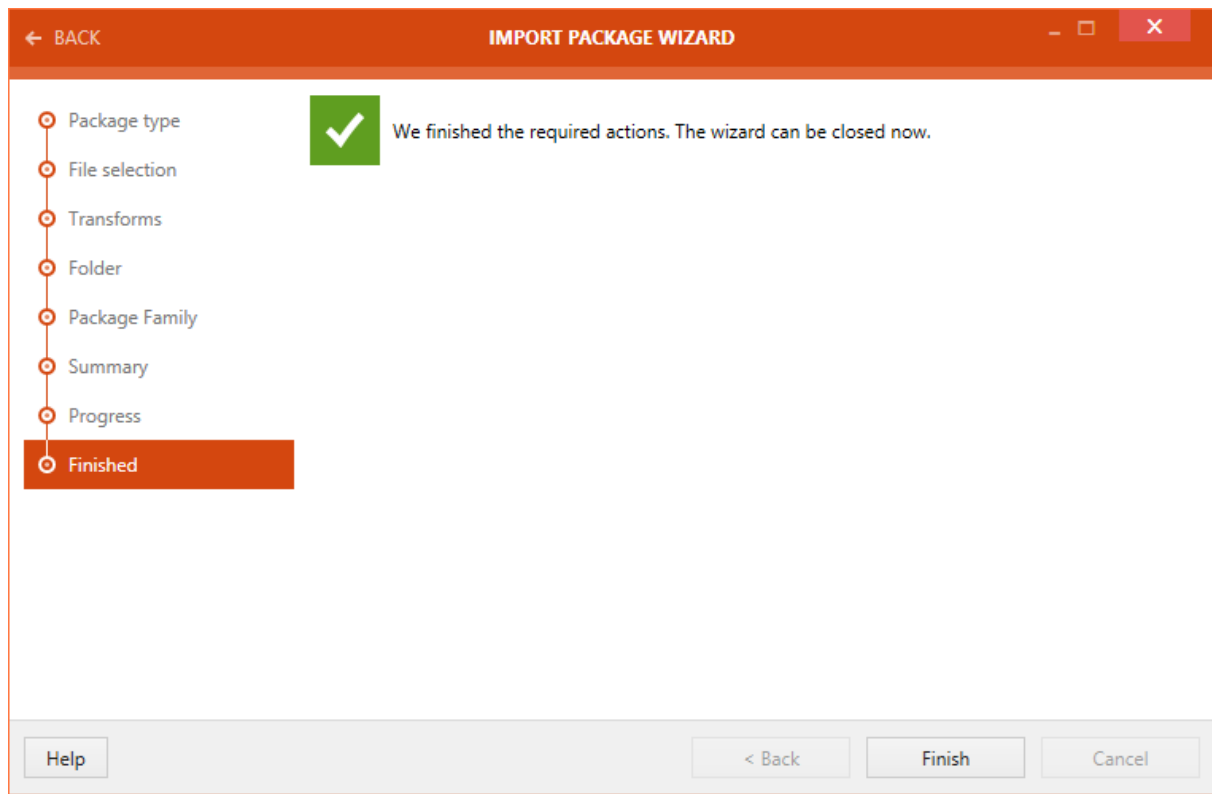 BACK
IMPORT PACKAGE WIZARD
Package type
File selection
Transforms
Folder
Package Family
Summary
Progress
Finished
We finished the required actions. The wizard can be closed now.
Help
< Back
Finish
Cancel